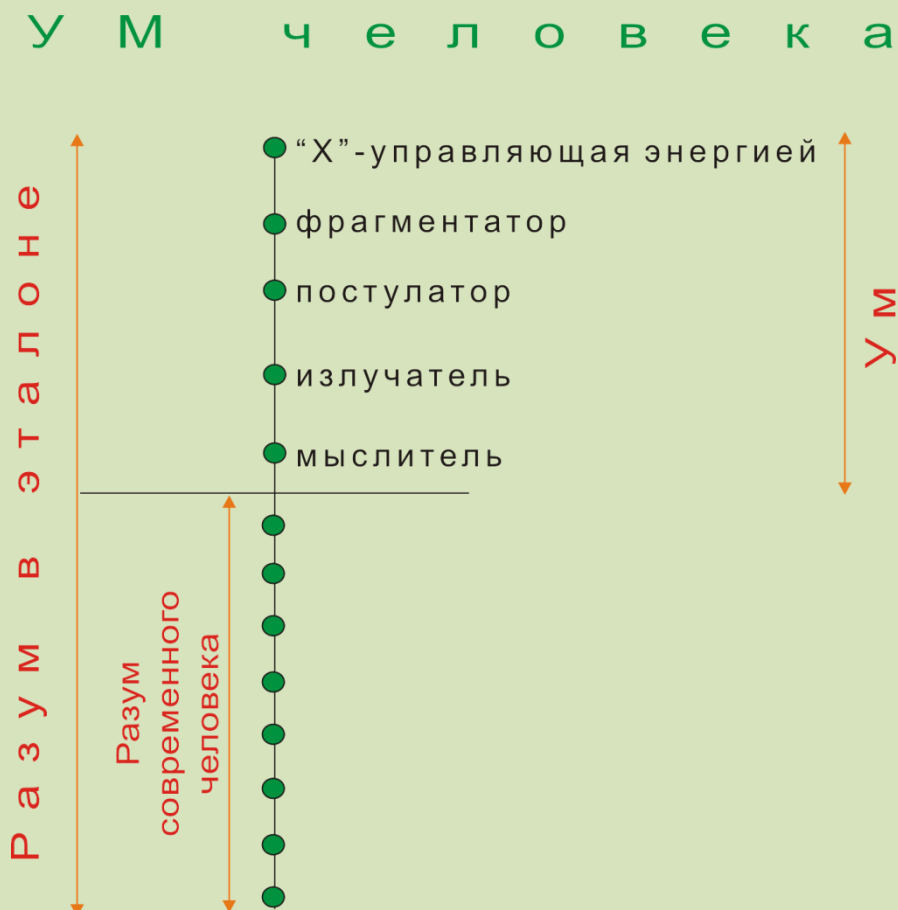 УМ человека
“Х”-управляющая энергией
фрагментатор
постулатор
излучатель
мыслитель
Ум
Разум в эталоне
Разум
современного
человека